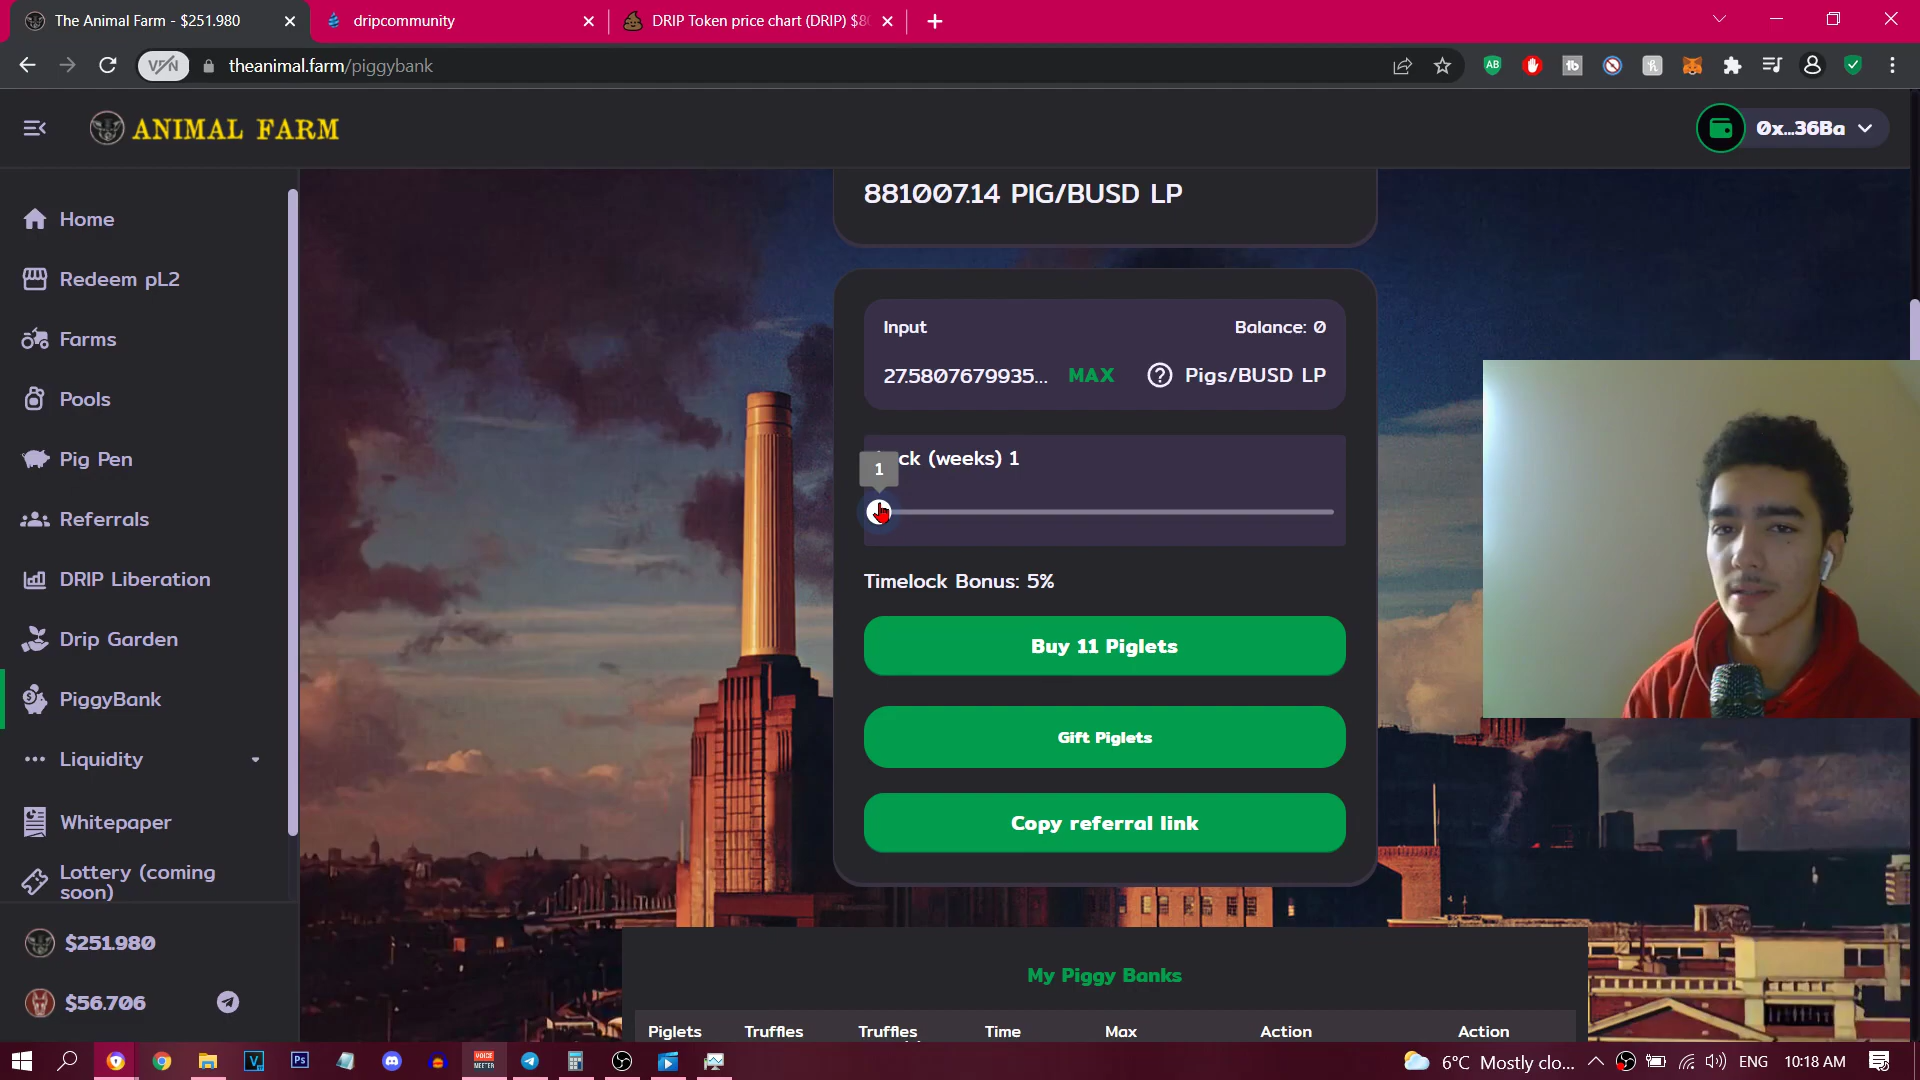 The Animal Farm - $251.980
dripcommunity
DRIP Token price chart (DRIP) $80
VPN
theanimal.farm/piggybank
ANIMAL FARM
0x...36Ba
Home
Redeem pL2
Farms
Pools
Pig Pen
Referrals
DRIP Liberation
Drip Garden
PiggyBank
Liquidity
Whitepaper
Lottery (coming soon)
$251.980
$56.706
881007.14 PIG/BUSD LP
Input
Balance: 0
27.5807679935...
MAX
Pigs/BUSD LP
ck (weeks) 1
1
Timelock Bonus: 5%
Buy 11 Piglets
Gift Piglets
Copy referral link
My Piggy Banks
Piglets
Truffles
Truffles
Time
Max
Action
Action
6°C Mostly clo...
ENG
10:18 AM